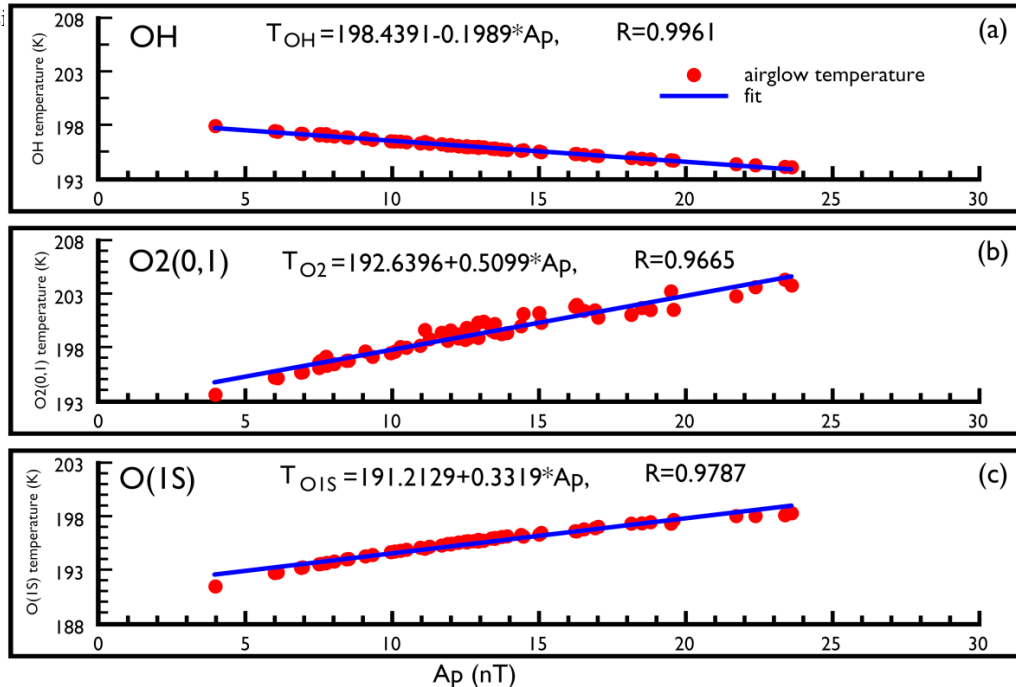 208
203
198
193
OH temperature (K)
OH
T OH =198.4391-0.1989*Ap, R=0.9961
(a)
airglow temperature
fit
0 5 10 15 20 25 30
208
203
198
193
O2(0,1) temperature (K)
O2(0,1)
T O2 =192.6396+0.5099*Ap, R=0.9665
(b)
0 5 10 15 20 25 30
203
198
193
188
O(1S) temperature (K)
O(1S)
T O1S =191.2129+0.3319*Ap, R=0.9787
(c)
0 5 10 15 20 25 30
Ap (nT)